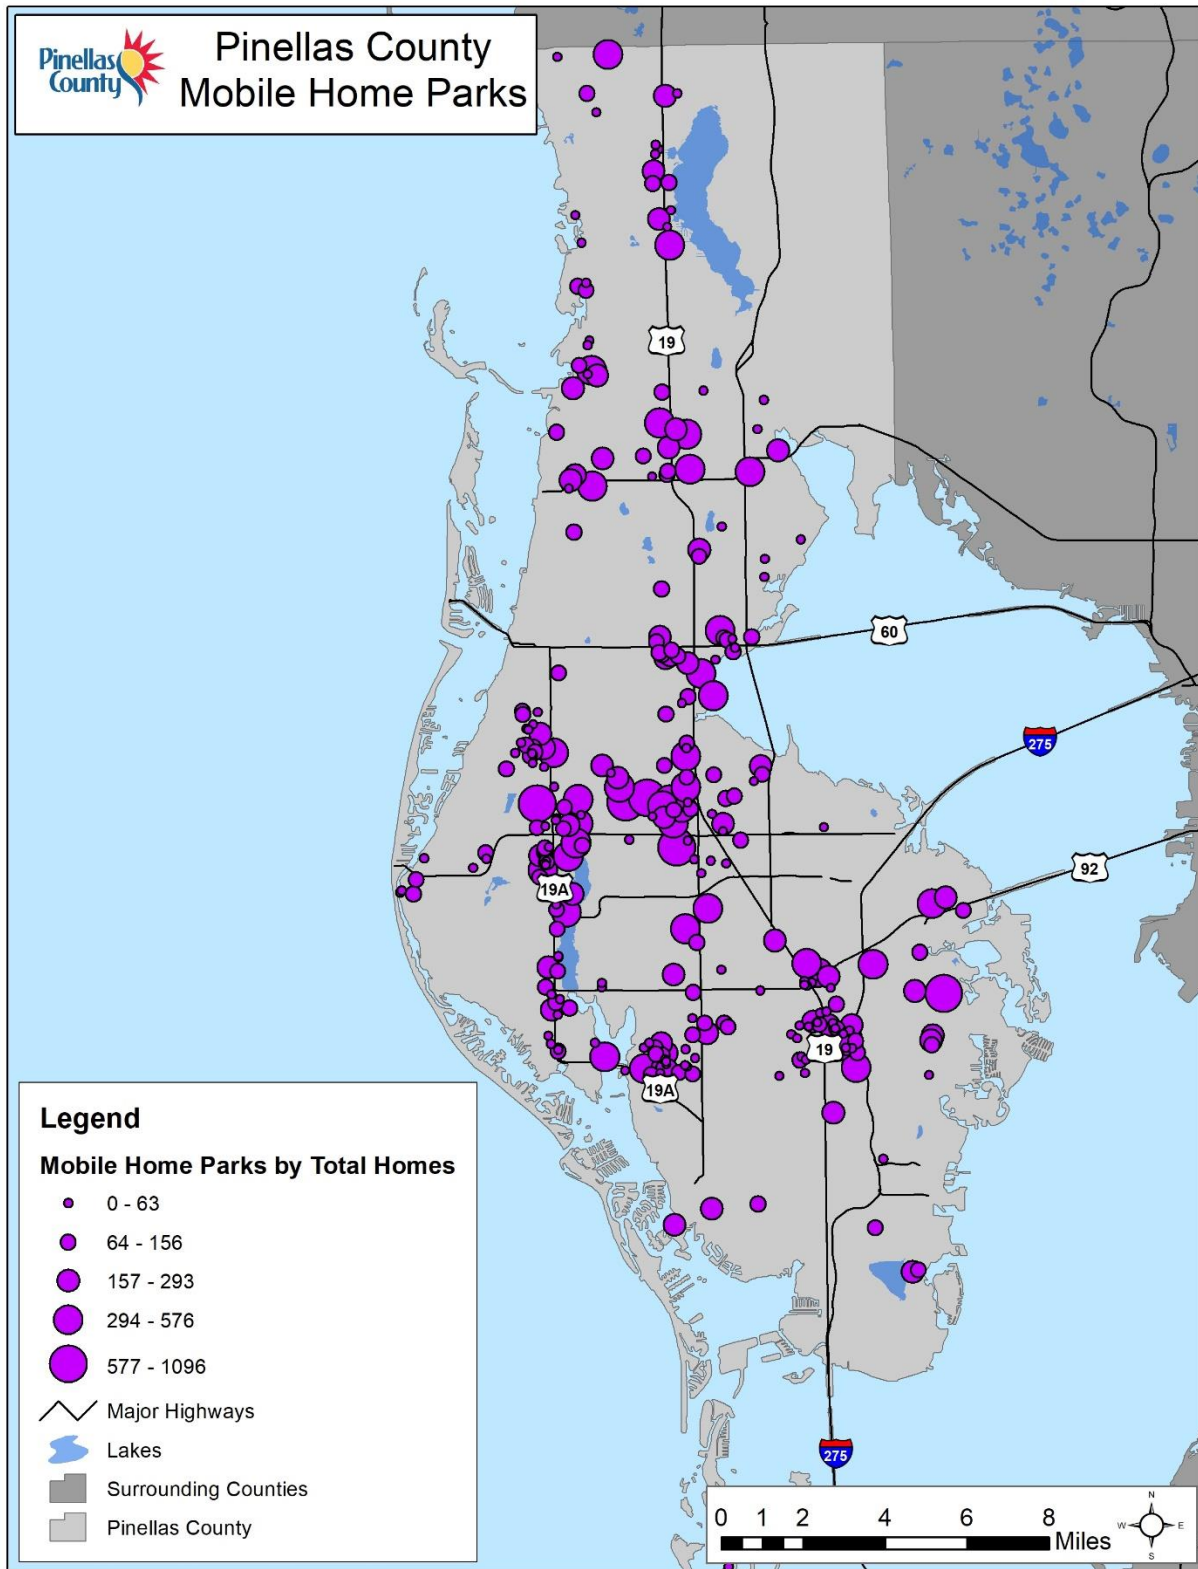 Pinellas
County
Pinellas County
Mobile Home Parks
19
60
275
92
19A
19
19A
275
Legend
Mobile Home Parks by Total Homes
0 - 63
64 - 156
157 - 293
294 - 576
577 - 1096
Major Highways
Lakes
Surrounding Counties
Pinellas County
0 1 2 4 6 8
Miles
N
W E
S